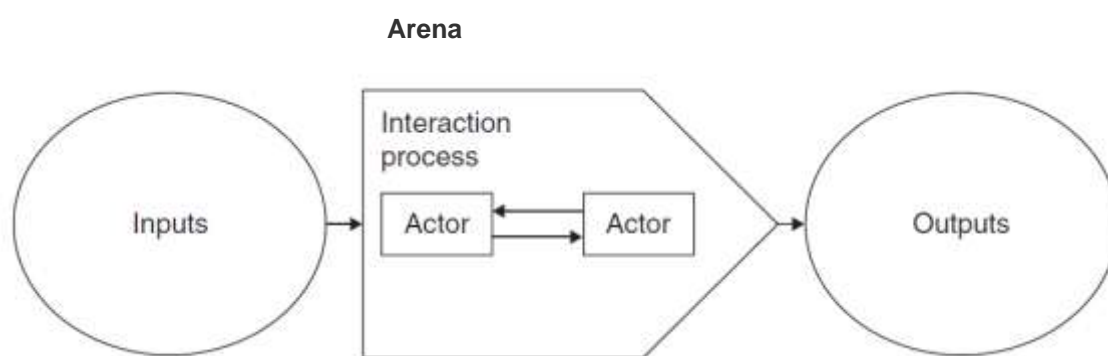 Arena
Interaction
process
Inputs
Actor
Actor
Outputs